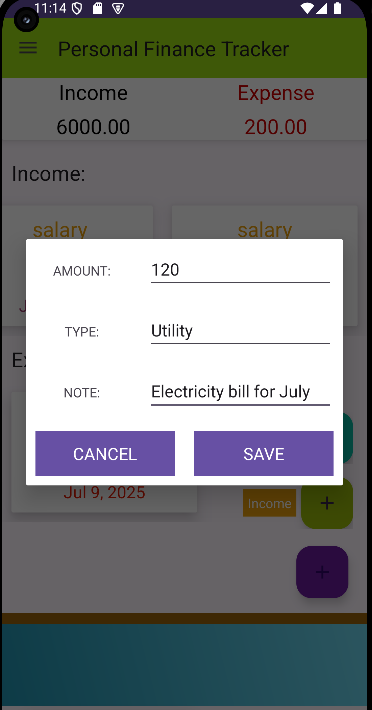 11:14
Personal Finance Tracker
Income Expense
6000.00 200.00
Income:
salary salary
AMOUNT: 120
TYPE: Utility
NOTE: Electricity bill for July
CANCEL SAVE
Jul 9, 2025
Income